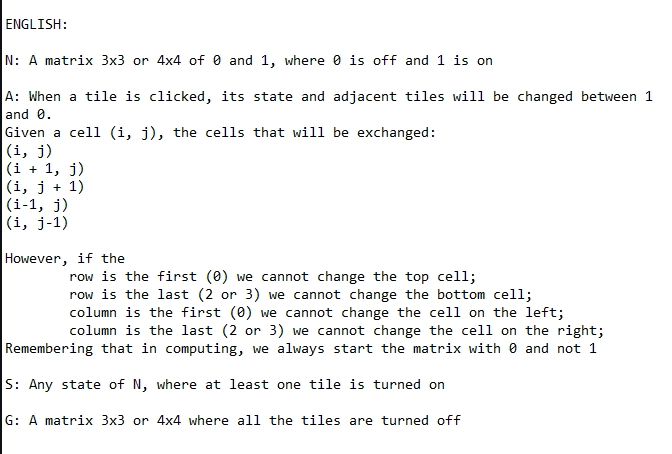 ENGLISH:
N: A matrix 3x3 or 4x4 of 0 and 1, where 0 is off and 1 is on
A: When a tile is clicked, its state and adjacent tiles will be changed between 1
and 0.
Given a cell (i, j), the cells that will be exchanged:
(i, j)
(i + 1, j)
(i, j + 1)
(i-1, j)
(i, j-1)
However, if the
row is the first (0) we cannot change the top cell;
row is the last (2 or 3) we cannot change the bottom cell;
column is the first (0) we cannot change the cell on the left;
column is the last (2 or 3) we cannot change the cell on the right;
Remembering that in computing, we always start the matrix with 0 and not 1
S: Any state of N, where at least one tile is turned on
G: A matrix 3x3 or 4x4 where all the tiles are turned off